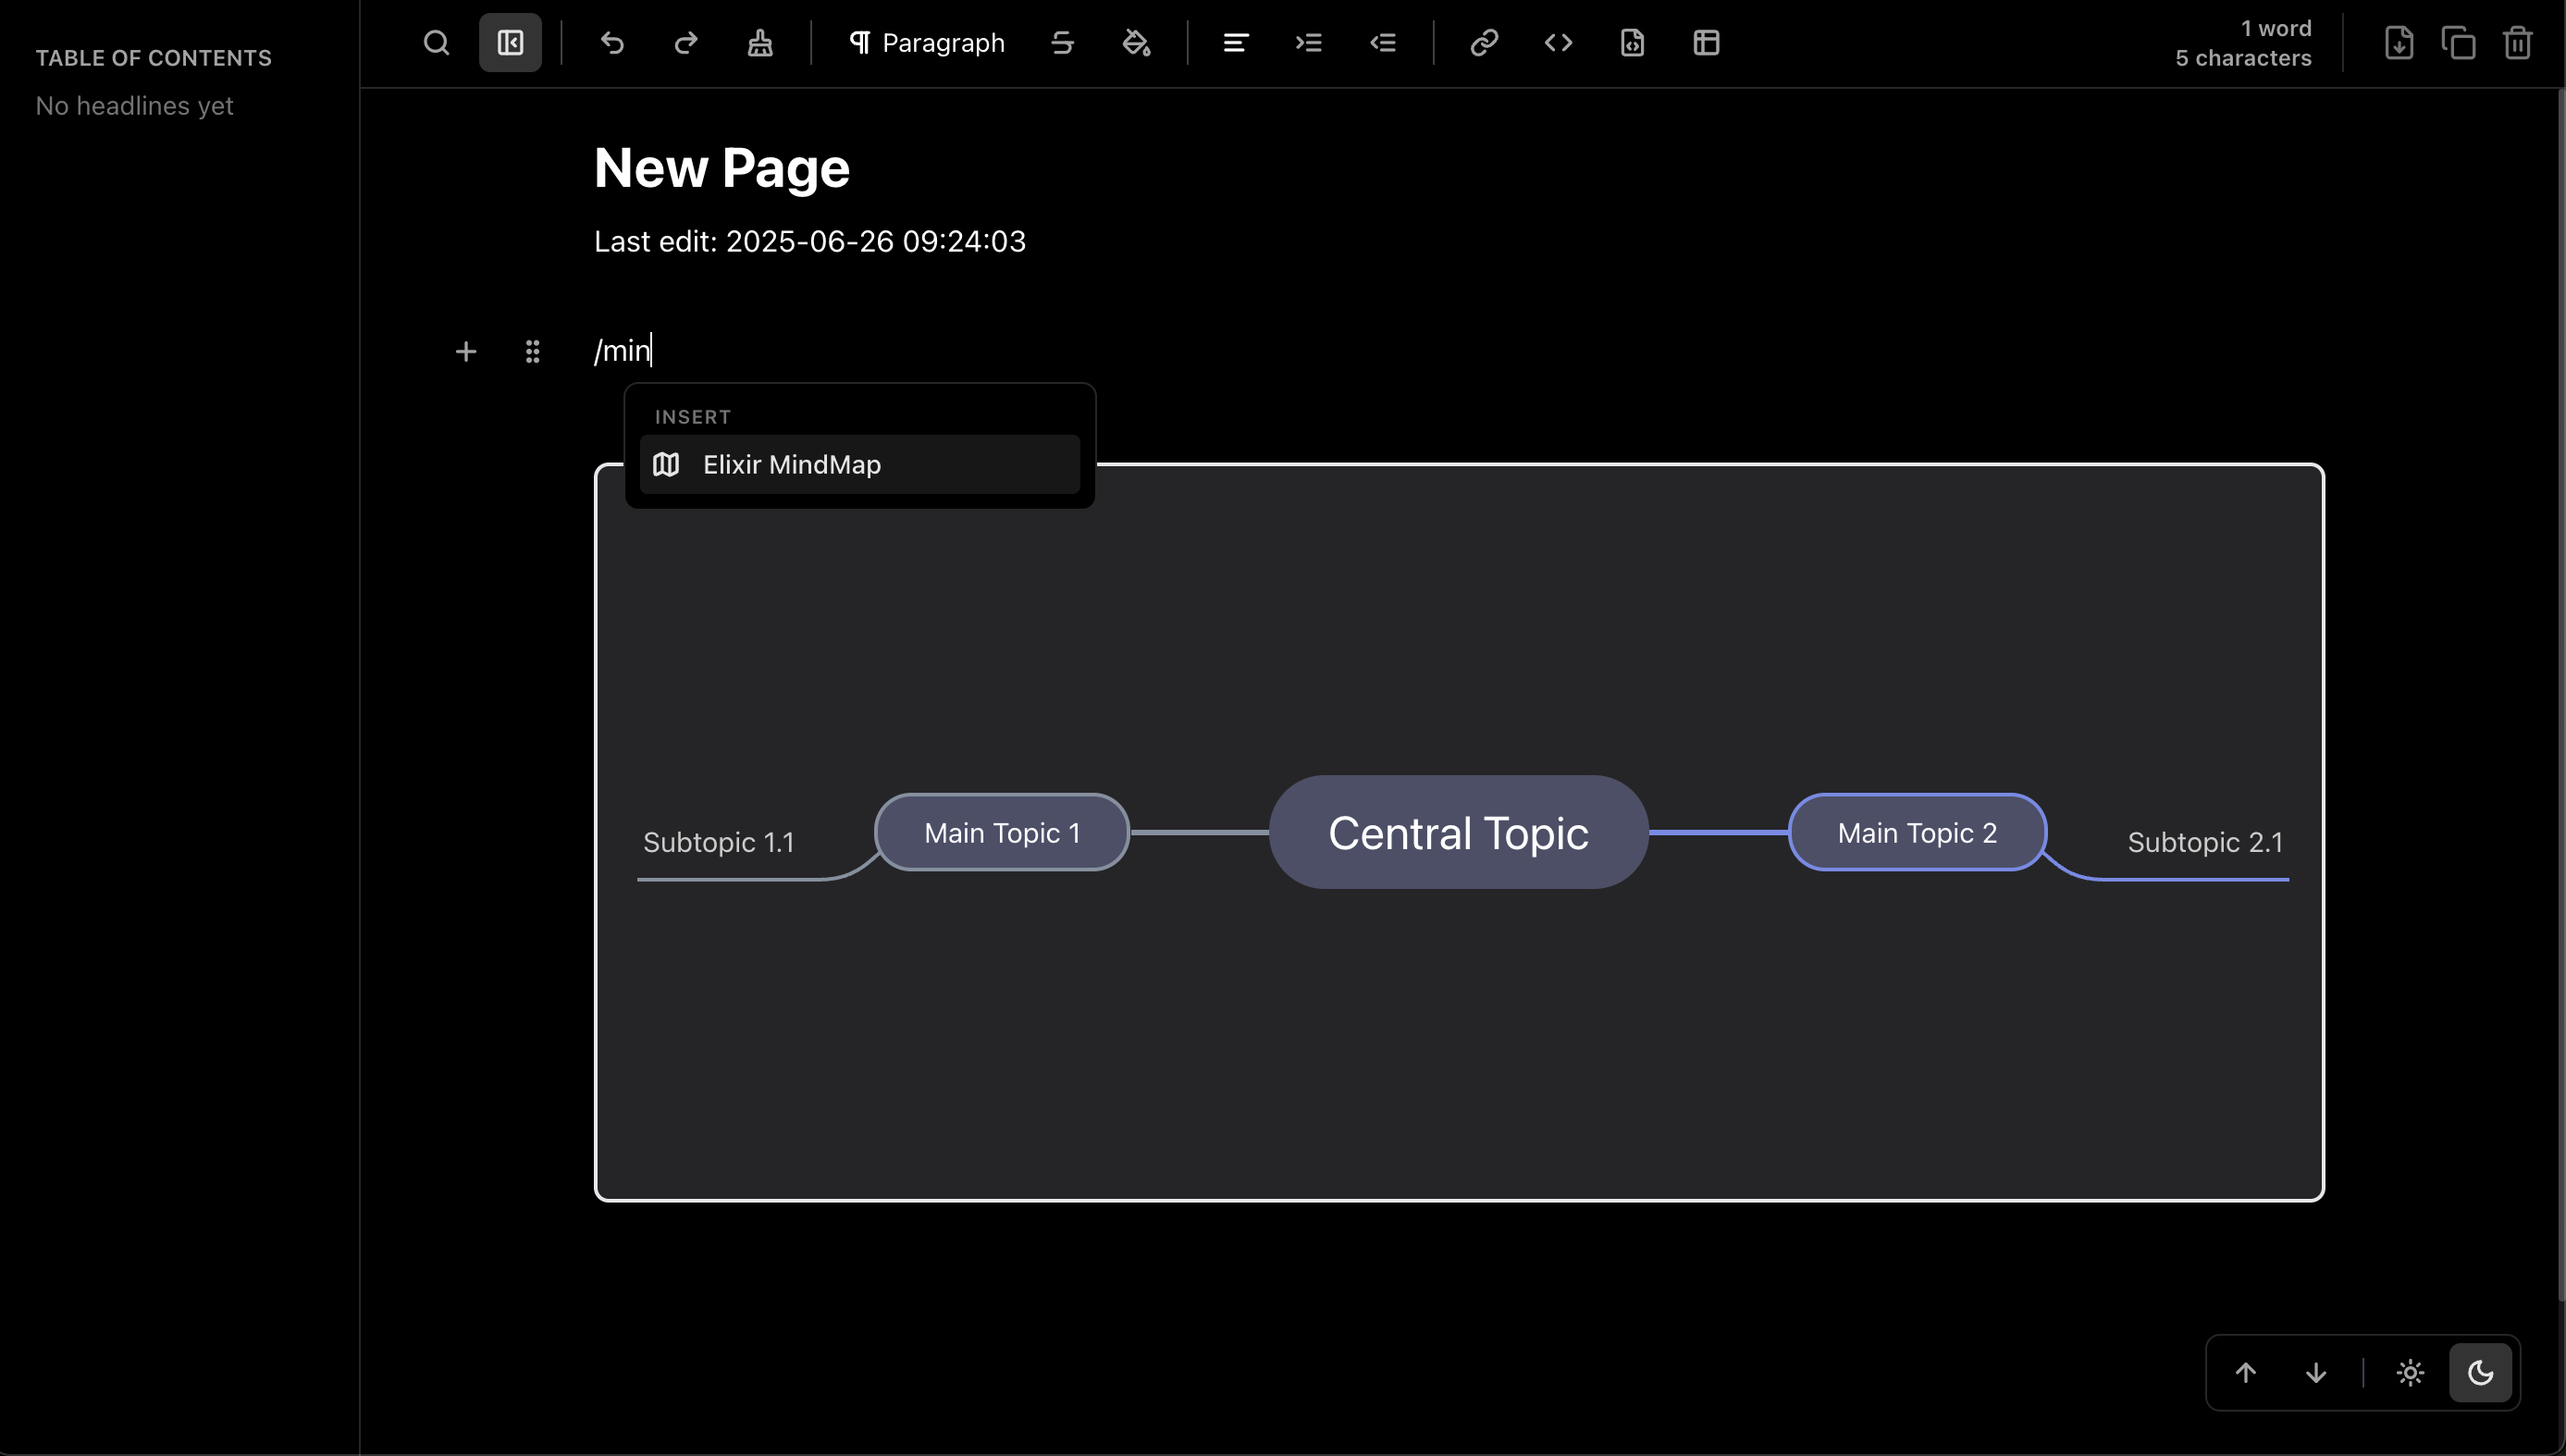 TABLE OF CONTENTS
No headlines yet
Paragraph
1 word
5 characters
New Page
Last edit: 2025-06-26 09:24:03
/min
INSERT
Elixir MindMap
Subtopic 1.1
Main Topic 1
Central Topic
Main Topic 2
Subtopic 2.1